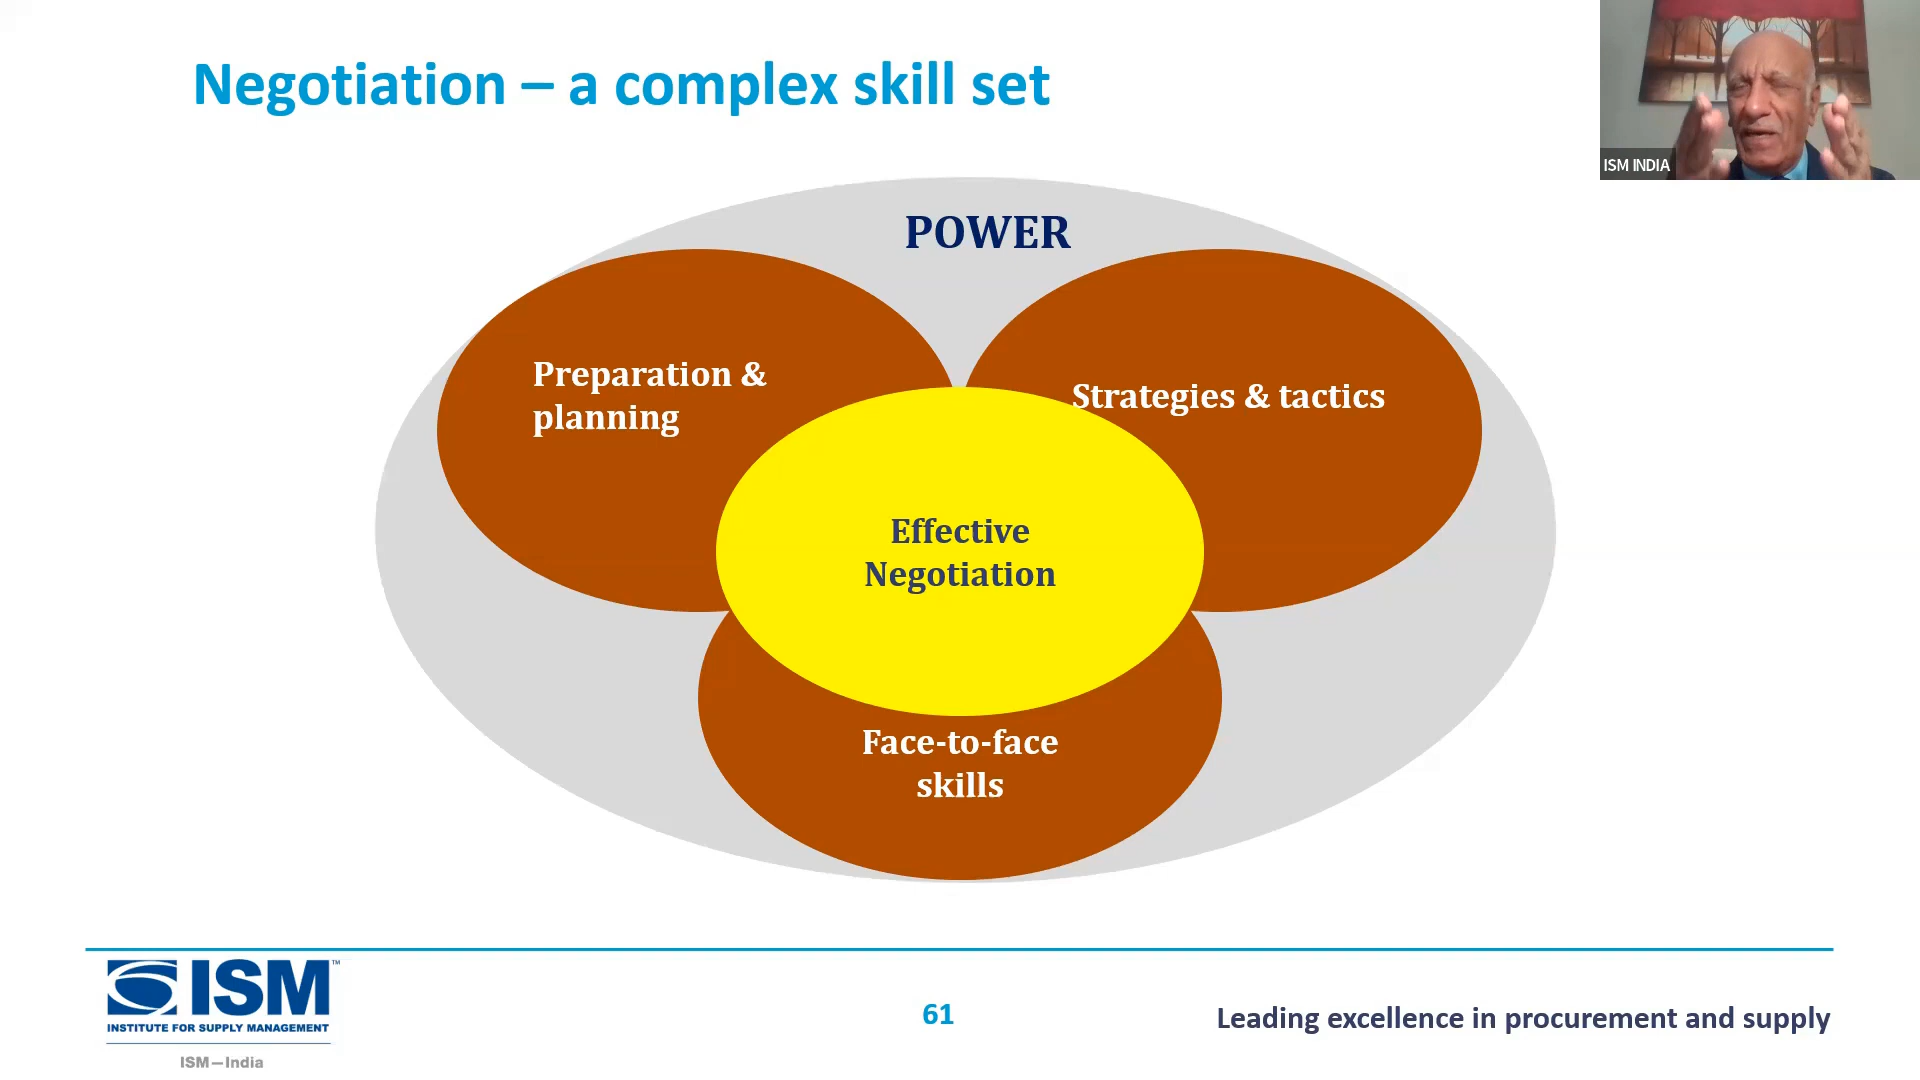 Negotiation – a complex skill set
ISM INDIA
POWER
Preparation &
planning
Strategies & tactics
Effective
Negotiation
Face-to-face
skills
ISM™
INSTITUTE FOR SUPPLY MANAGEMENT
ISM—India
61
Leading excellence in procurement and supply